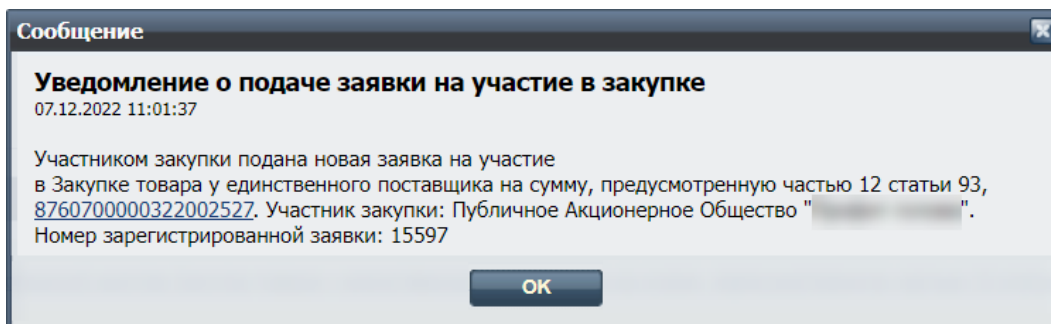 Сообщение
Уведомление о подаче заявки на участие в закупке
07.12.2022 11:01:37
Участником закупки подана новая заявка на участие
в Закупке товара у единственного поставщика на сумму, предусмотренную частью 12 статьи 93,
8760700000322002527. Участник закупки: Публичное Акционерное Общество "                ".
Номер зарегистрированной заявки: 15597
OK